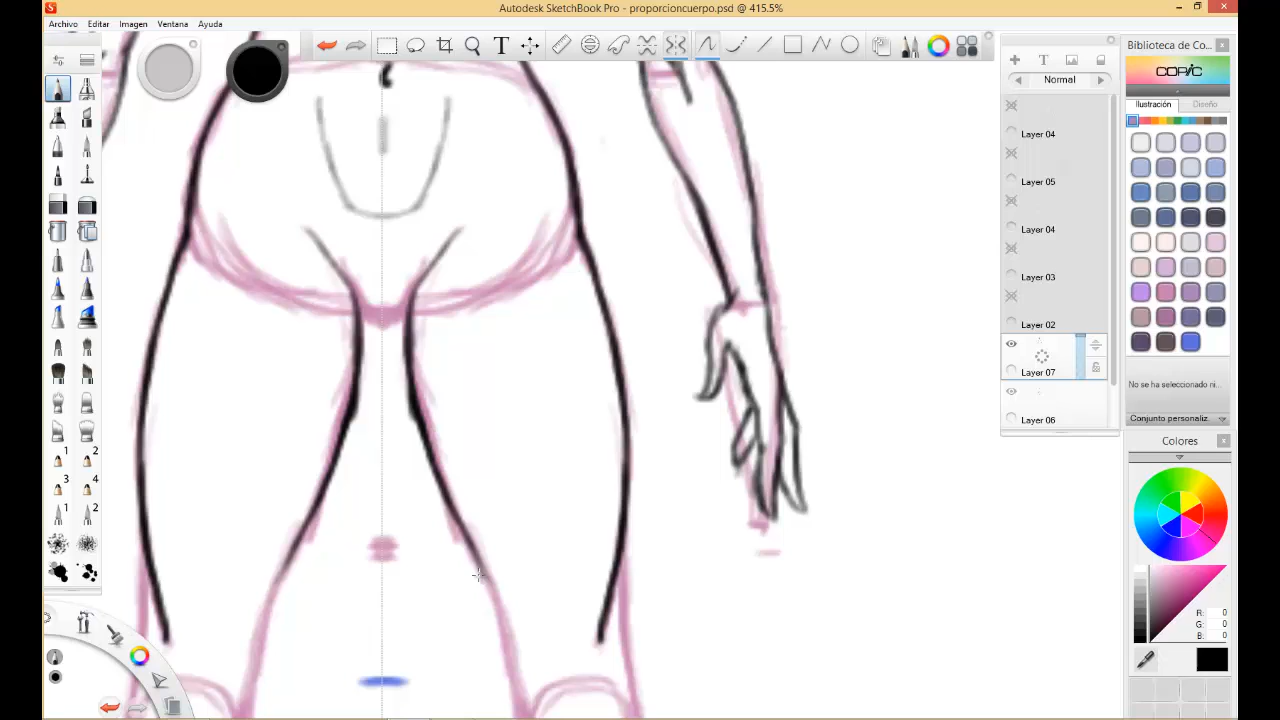 Autodesk SketchBook Pro - proporcioncuerpo.psd @ 415.5%
Archivo Editar Imagen Ventana Ayuda
T
T
Normal
Layer 04
Layer 05
Layer 04
Layer 03
Layer 02
Layer 07
Layer 06
Biblioteca de Co...
COPIC
Ilustración Diseño
No se ha seleccionado ni...
Conjunto personaliz.
Colores
R: 0
G: 0
B: 0
1 2
3 4
1 2